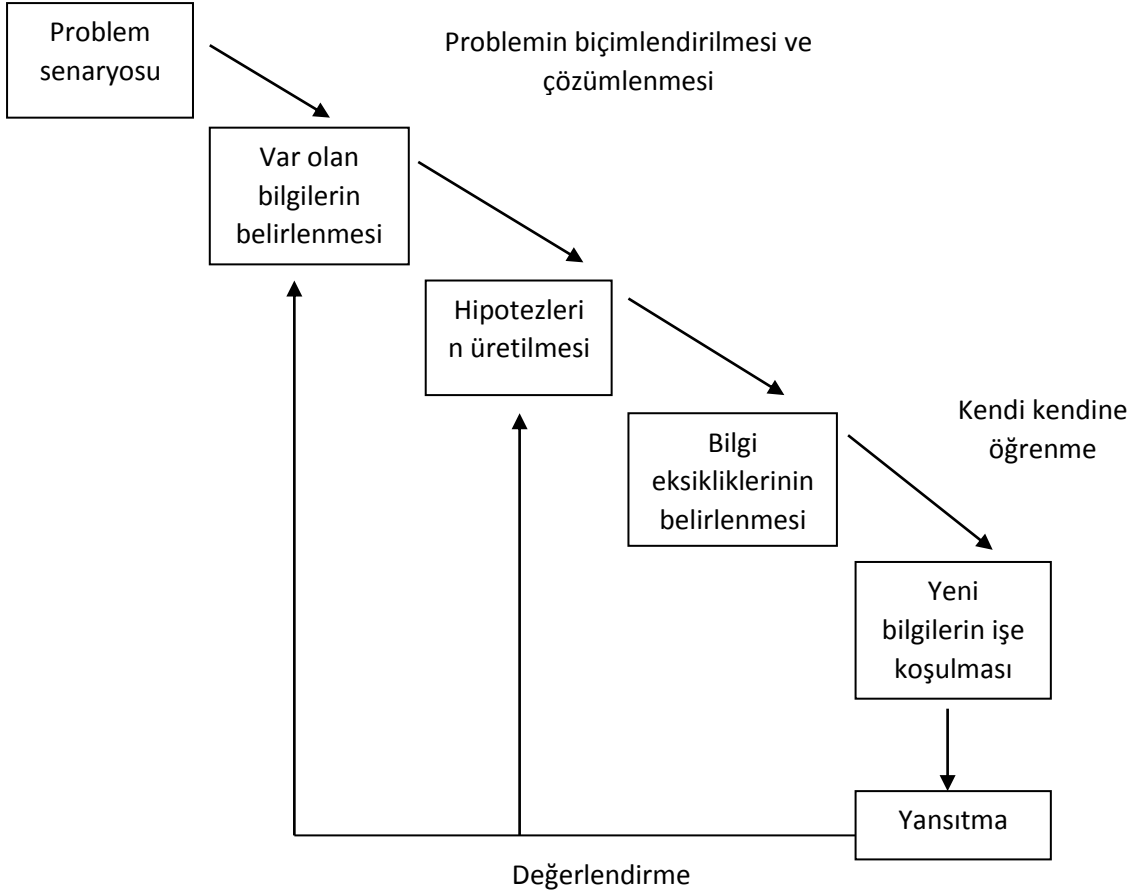 Problem
senaryosu
Problemin biçimlendirilmesi ve
çözümlenmesi
Var olan
bilgilerin
belirlenmesi
Hipotezleri
n üretilmesi
Kendi kendine
öğrenme
Bilgi
eksikliklerinin
belirlenmesi
Yeni
bilgilerin işe
koşulması
Yansıtma
Değerlendirme